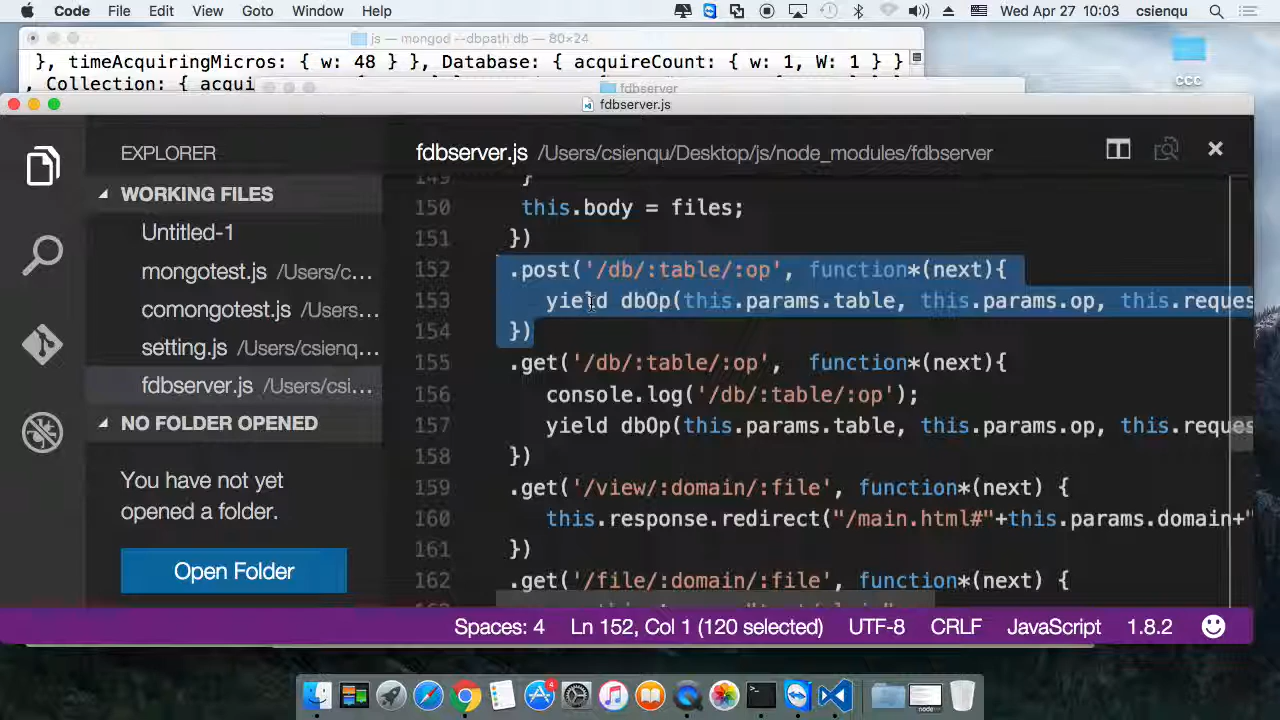 Code File Edit View Goto Window Help Wed Apr 27 10:03 csienqu
js — mongod --dbpath db — 80×24
}, timeAcquiringMicros: { w: 48 } }, Database: { acquireCount: { w: 1, W: 1 } }
, Collection: { acqui
ccc
fdbserver
fdbserver.js
EXPLORER
WORKING FILES
Untitled-1
mongotest.js /Users/c...
comongotest.js /Users/...
setting.js /Users/csienq...
fdbserver.js /Users/csi...
NO FOLDER OPENED
You have not yet
opened a folder.
Open Folder
fdbserver.js /Users/csienqu/Desktop/js/node_modules/fdbserver
149 }
150 this.body = files;
151 })
152 .post('/db/:table/:op', function*(next){
153 yield dbOp(this.params.table, this.params.op, this.reques
154 })
155 .get('/db/:table/:op', function*(next){
156 console.log('/db/:table/:op');
157 yield dbOp(this.params.table, this.params.op, this.reques
158 })
159 .get('/view/:domain/:file', function*(next) {
160 this.response.redirect("/main.html#"+this.params.domain+"
161 })
162 .get('/file/:domain/:file', function*(next) {
Spaces: 4 Ln 152, Col 1 (120 selected) UTF-8 CRLF JavaScript 1.8.2
4